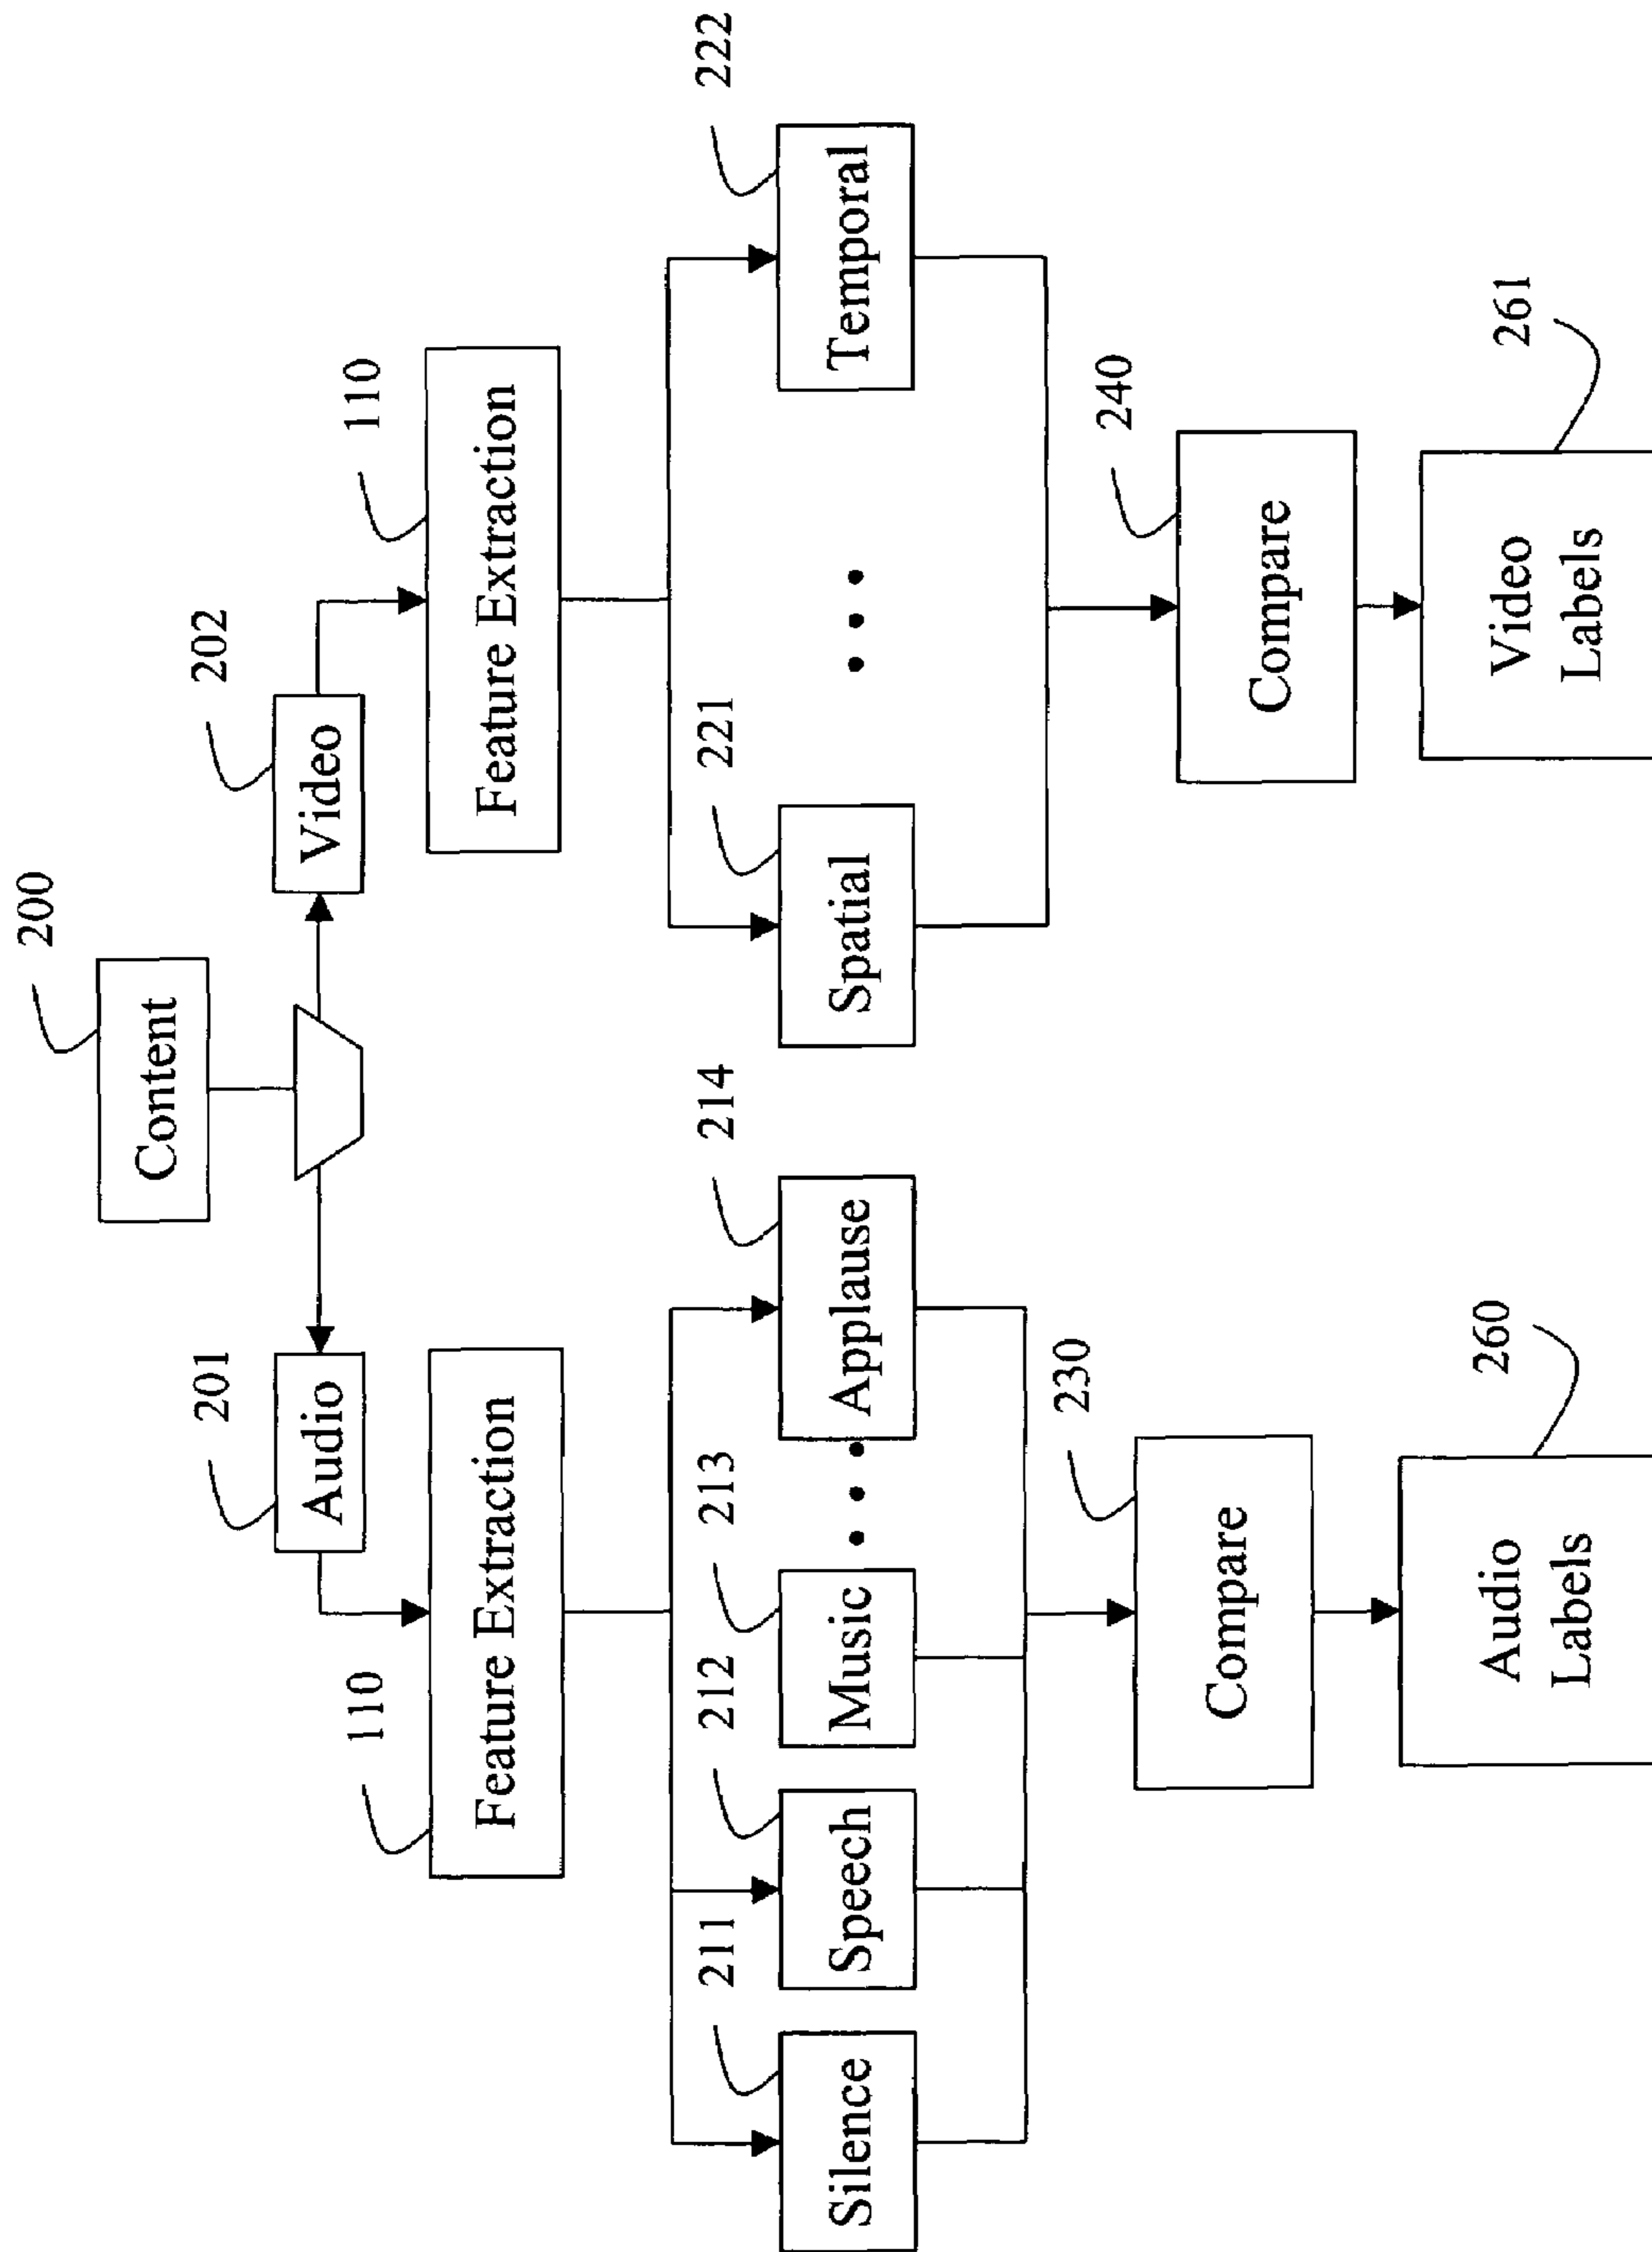 200
Content
201
Audio
202
Video
110
Feature Extraction
110
Feature Extraction
211
Silence
212
Speech
213
Music
214
Applause
221
Spatial
222
Temporal
230
Compare
240
Compare
260
Audio
Labels
261
Video
Labels